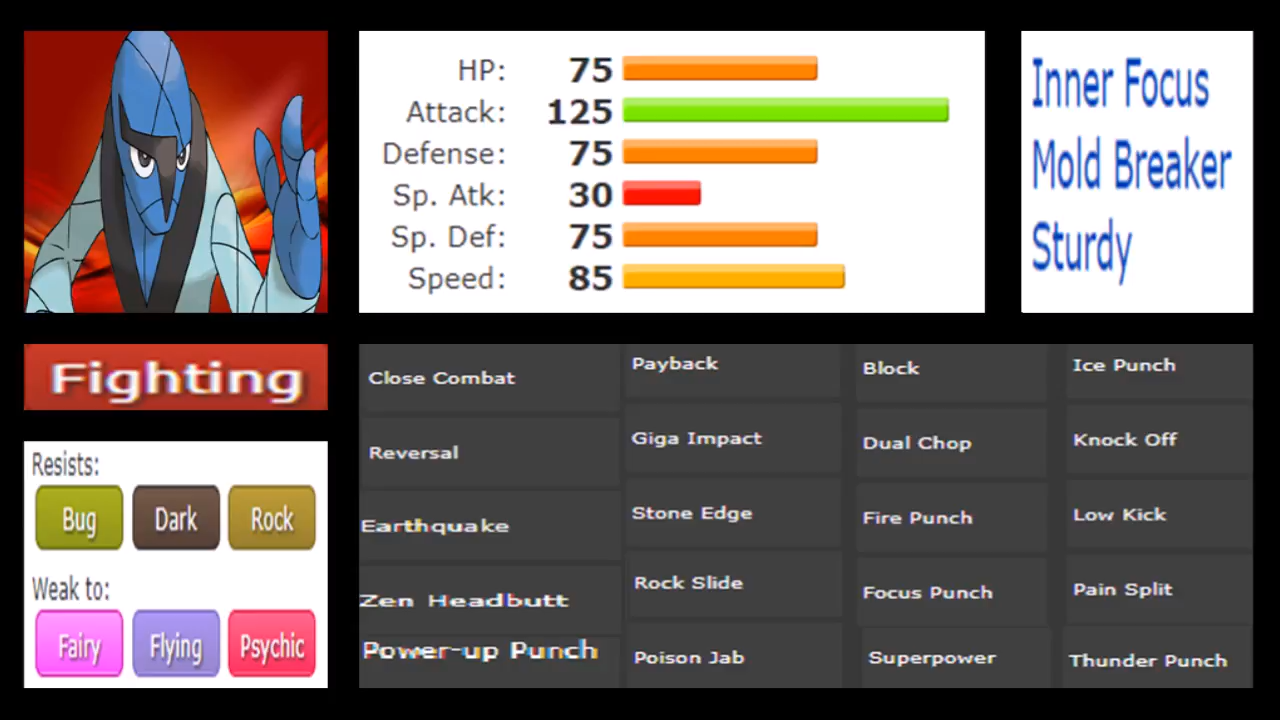 HP: 75
Attack: 125
Defense: 75
Sp. Atk: 30
Sp. Def: 75
Speed: 85
Inner Focus
Mold Breaker
Sturdy
Fighting
Resists:
Bug Dark Rock
Weak to:
Fairy Flying Psychic
Close Combat Payback Block Ice Punch
Reversal Giga Impact Dual Chop Knock Off
Earthquake Stone Edge Fire Punch Low Kick
Zen Headbutt Rock Slide Focus Punch Pain Split
Power-up Punch Poison Jab Superpower Thunder Punch